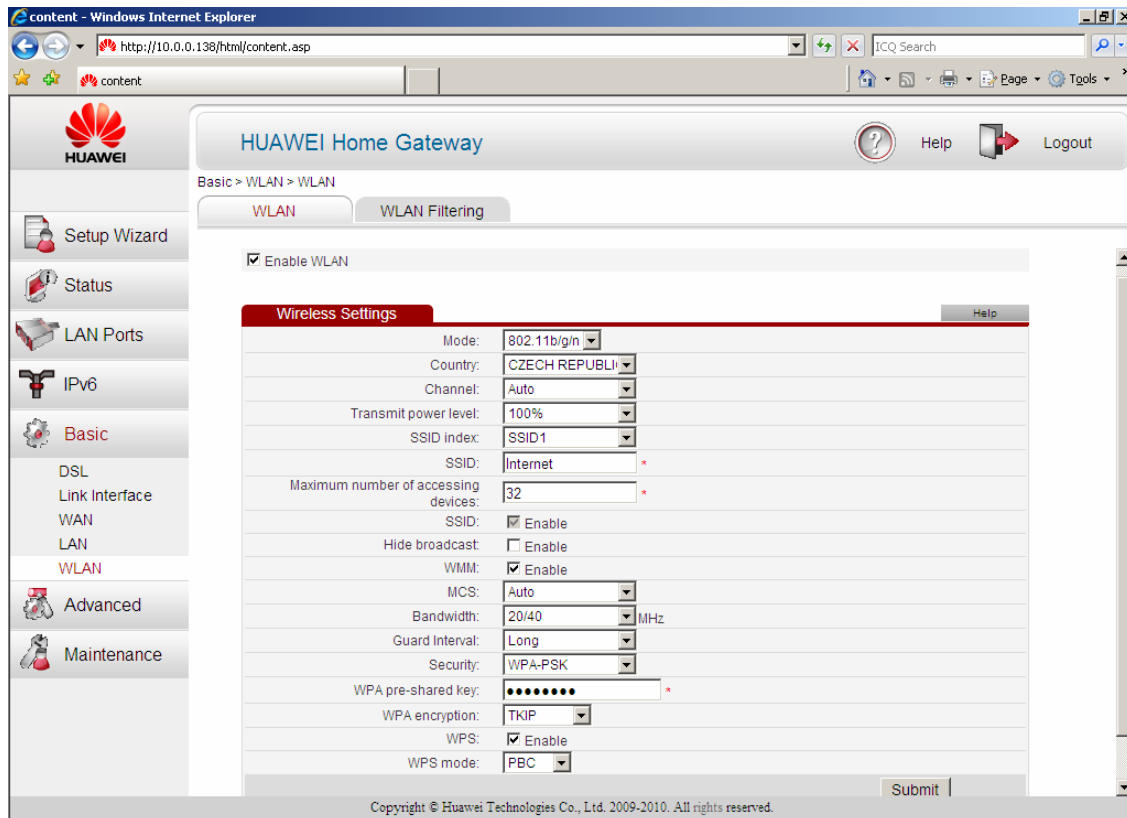 content - Windows Internet Explorer
http://10.0.0.138/html/content.asp
ICQ Search
content
Page
Tools
HUAWEI
HUAWEI Home Gateway
Help
Logout
Basic > WLAN > WLAN
WLAN
WLAN Filtering
Setup Wizard
Status
LAN Ports
IPv6
Basic
DSL
Link Interface
WAN
LAN
WLAN
Advanced
Maintenance
Enable WLAN
Wireless Settings
Help
Mode: 802.11b/g/n
Country: CZECH REPUBLI
Channel: Auto
Transmit power level: 100%
SSID index: SSID1
SSID: Internet *
Maximum number of accessing
devices: 32 *
SSID: Enable
Hide broadcast: Enable
WMM: Enable
MCS: Auto
Bandwidth: 20/40 MHz
Guard Interval: Long
Security: WPA-PSK
WPA pre-shared key: ●●●●●●●● *
WPA encryption: TKIP
WPS: Enable
WPS mode: PBC
Submit
Copyright © Huawei Technologies Co., Ltd. 2009-2010. All rights reserved.